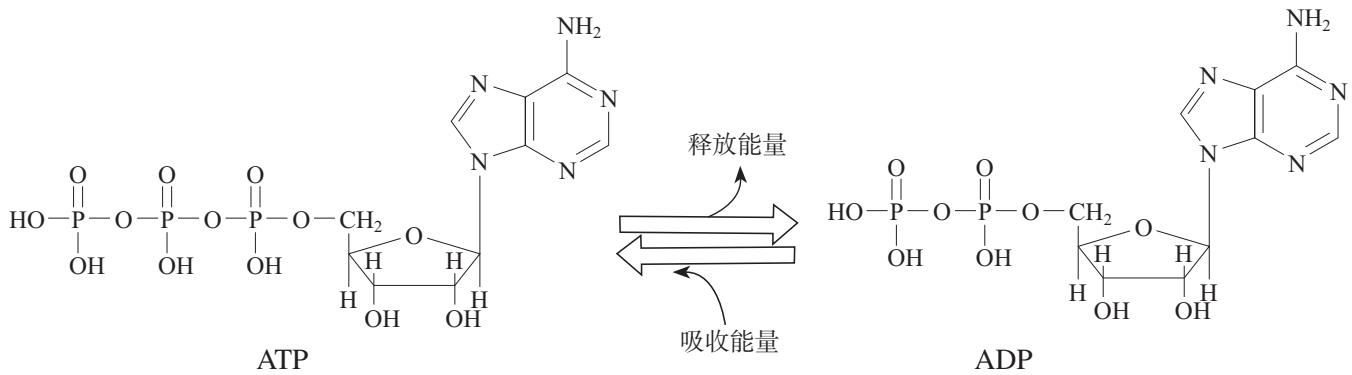 NH₂
N
N
N
N
O
O
O
HO—P—O—P—O—P—O—CH₂
OH
OH
OH
O
H
H
H
H
OH
OH
ATP
释放能量
吸收能量
NH₂
N
N
N
N
O
O
HO—P—O—P—O—CH₂
OH
OH
O
H
H
H
H
OH
OH
ADP